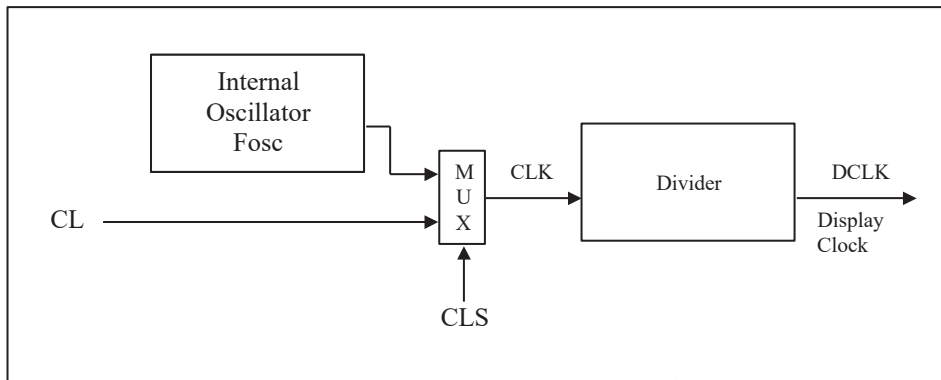 Internal
Oscillator
Fosc
CL
M
U
X
CLS
CLK
Divider
DCLK
Display
Clock